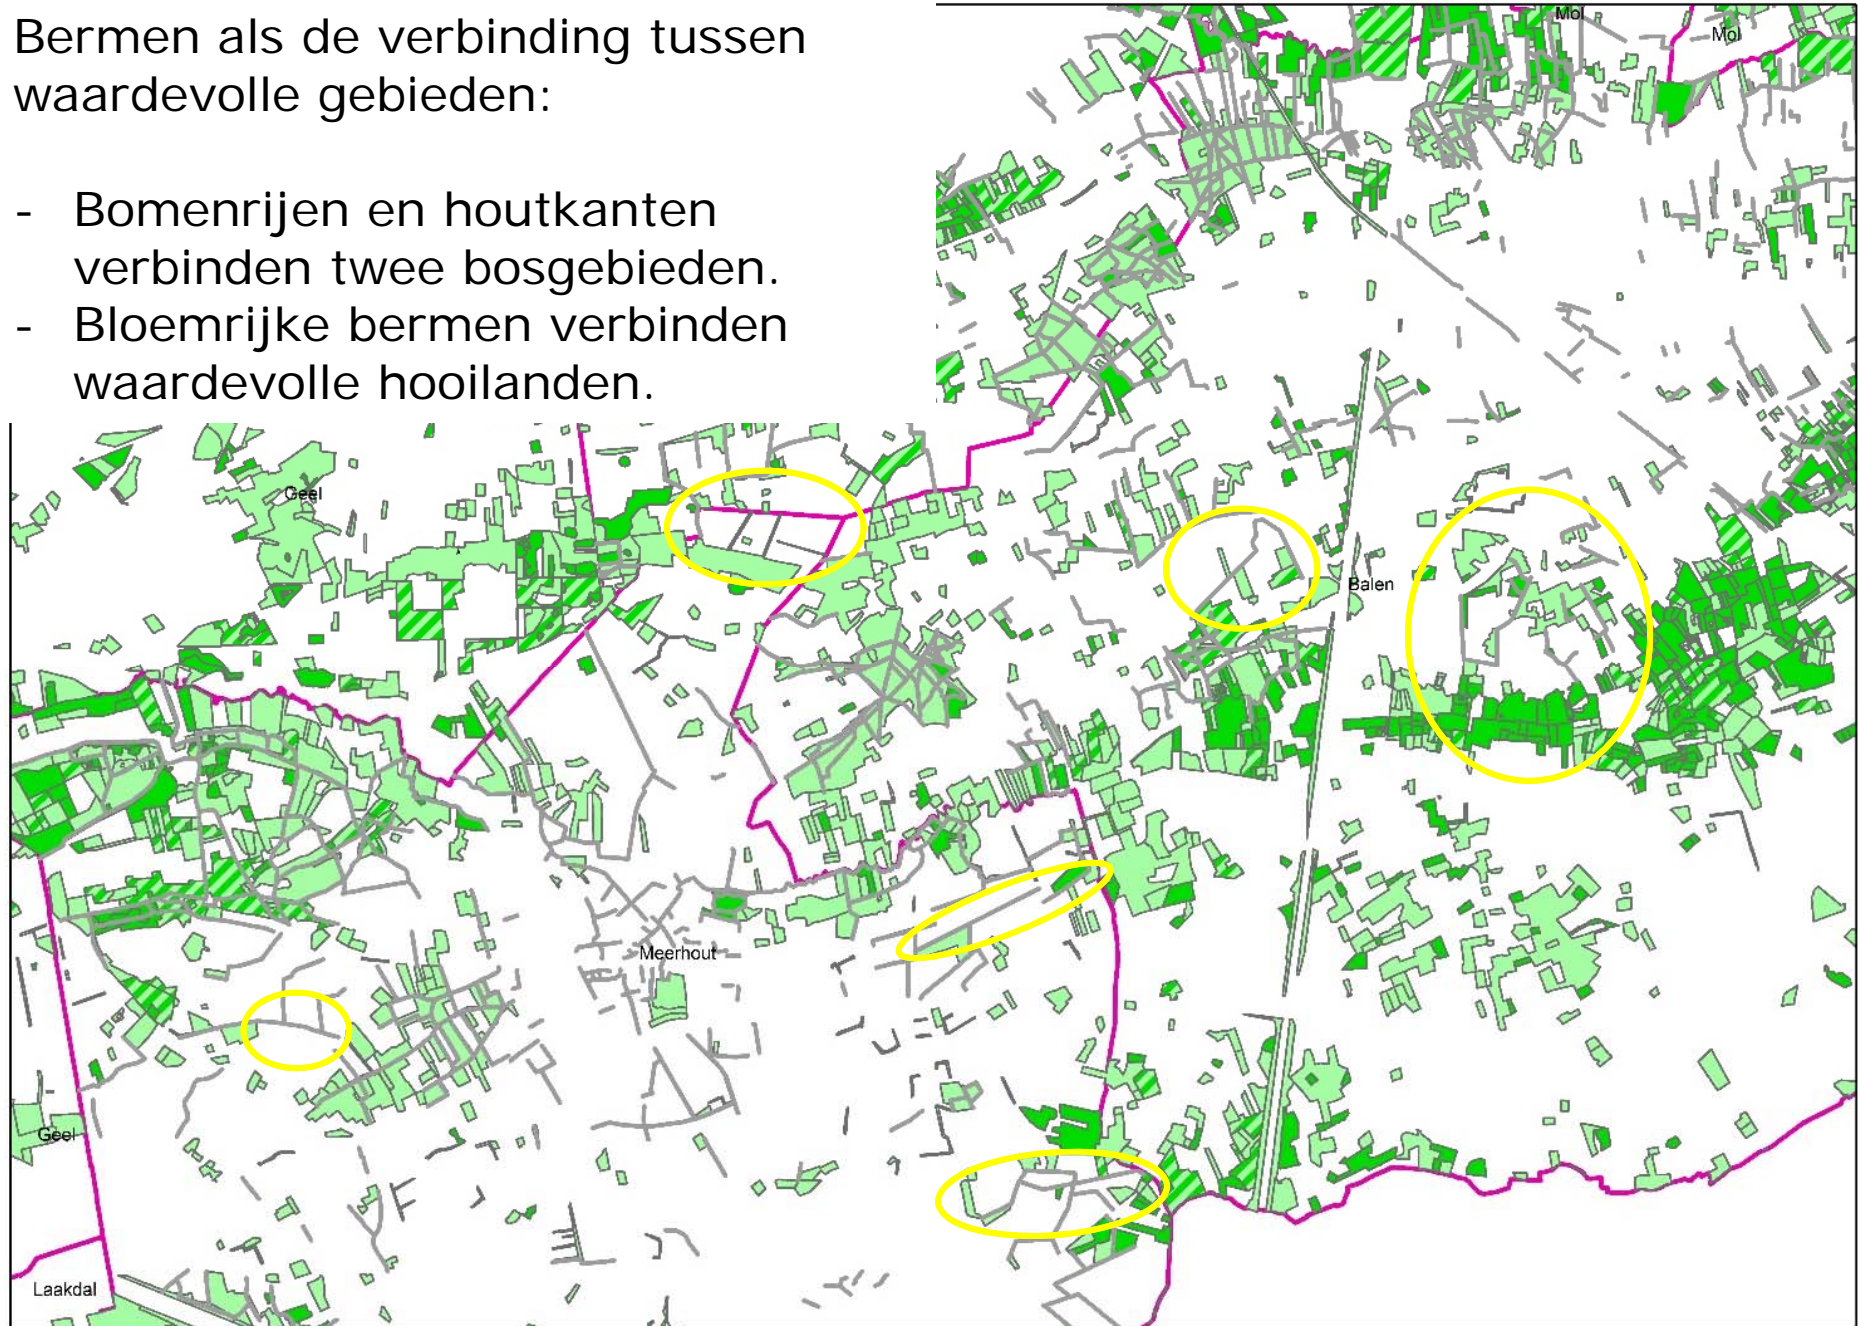 Bermen als de verbinding tussen
waardevolle gebieden:
- Bomenrijen en houtkanten
verbinden twee bosgebieden.
- Bloemrijke bermen verbinden
waardevolle hooilanden.
Mol
Mol
Geel
Balen
Meerhout
Geel
Laakdal